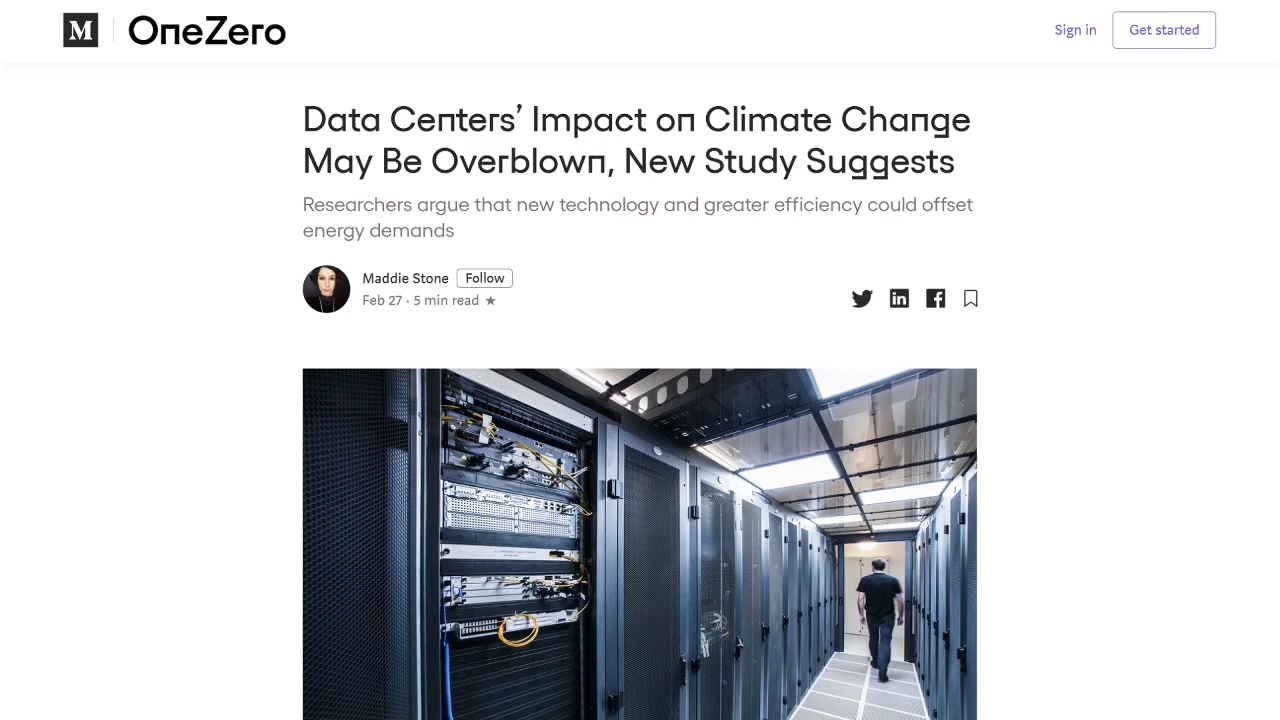 M OneZero Sign in Get started
Data Centers’ Impact on Climate Change
May Be Overblown, New Study Suggests
Researchers argue that new technology and greater efficiency could offset
energy demands
Maddie Stone Follow
Feb 27 · 5 min read ★